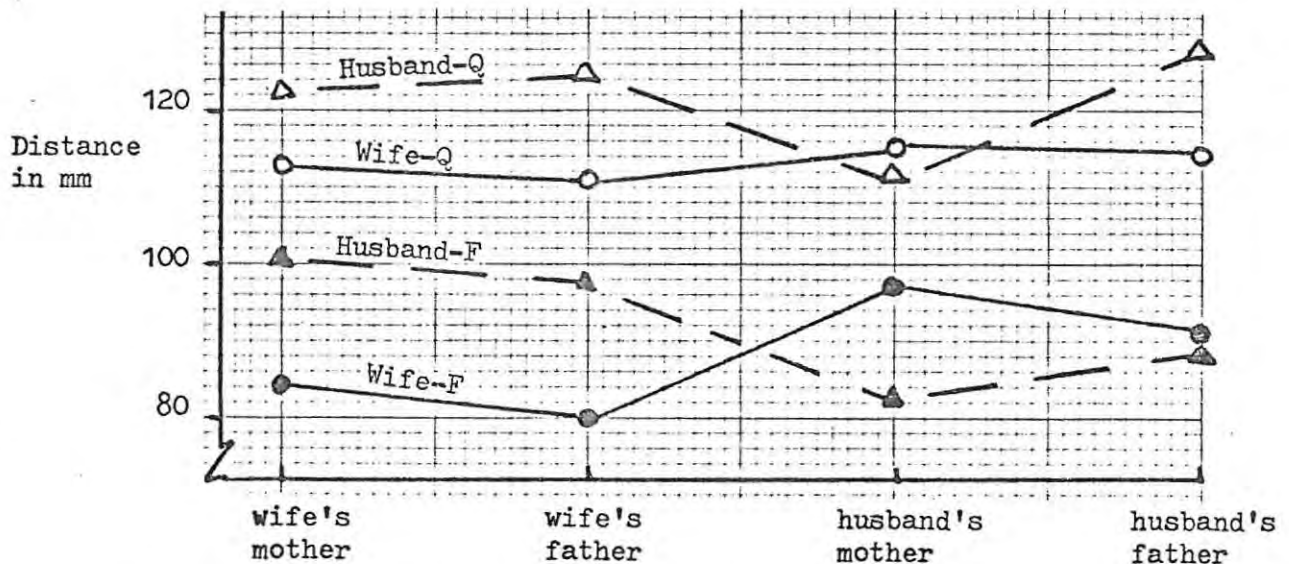 Husband-Q
120
Distance
in mm
Wife-Q
Husband-F
100
Wife-F
80
wife's
mother
wife's
father
husband's
mother
husband's
father